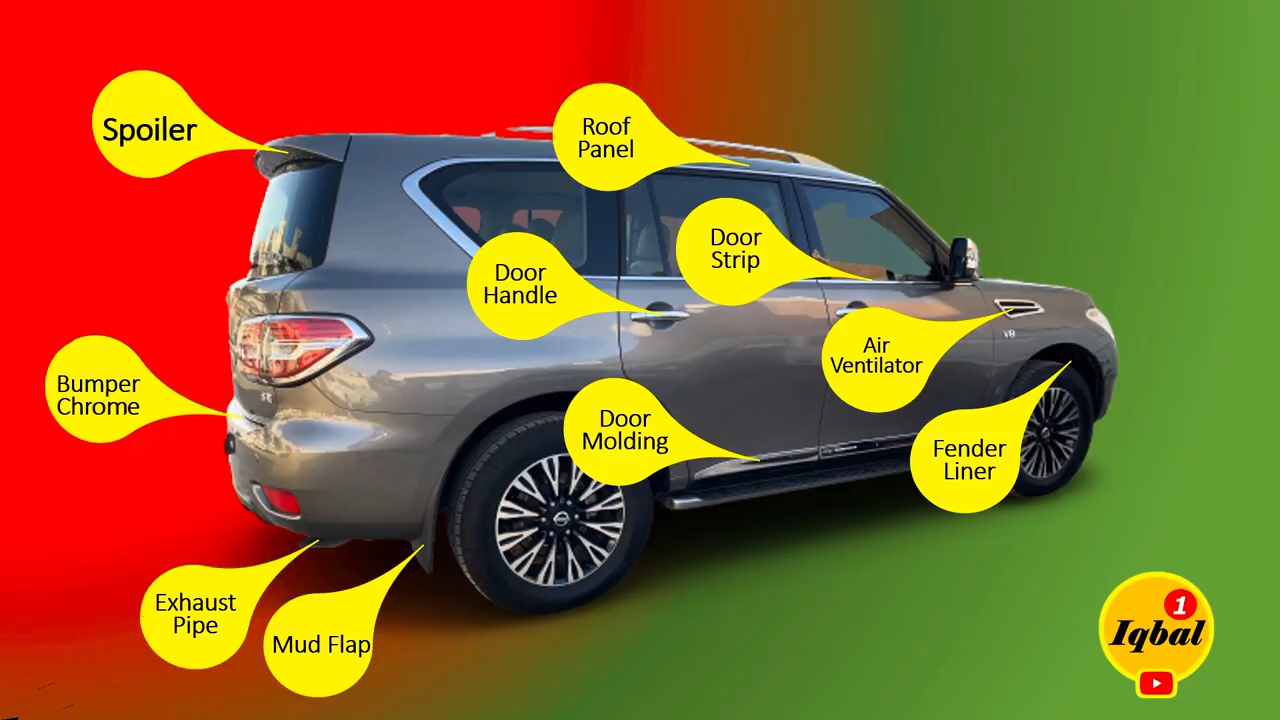 Spoiler
Roof
Panel
Door
Strip
Door
Handle
Air
Ventilator
Bumper
Chrome
Door
Molding
Fender
Liner
V8
Exhaust
Pipe
Mud Flap
1
Iqbal